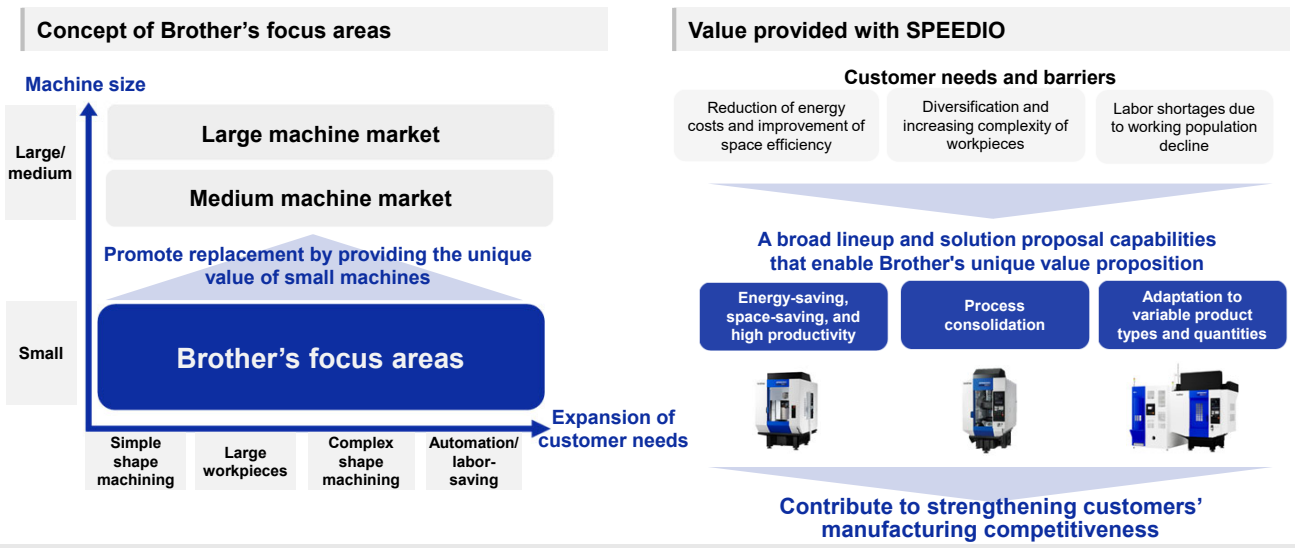 Concept of Brother's focus areas
Machine size
Large/
medium
Large machine market
Medium machine market
Promote replacement by providing the unique
value of small machines
Small
Brother's focus areas
Expansion of
customer needs
Simple
shape
machining
Large
workpieces
Complex
shape
machining
Automation/
labor-
saving
Value provided with SPEEDIO
Customer needs and barriers
Reduction of energy
costs and improvement of
space efficiency
Diversification and
increasing complexity of
workpieces
Labor shortages due
to working population
decline
A broad lineup and solution proposal capabilities
that enable Brother's unique value proposition
Energy-saving,
space-saving, and
high productivity
Process
consolidation
Adaptation to
variable product
types and quantities
Contribute to strengthening customers'
manufacturing competitiveness